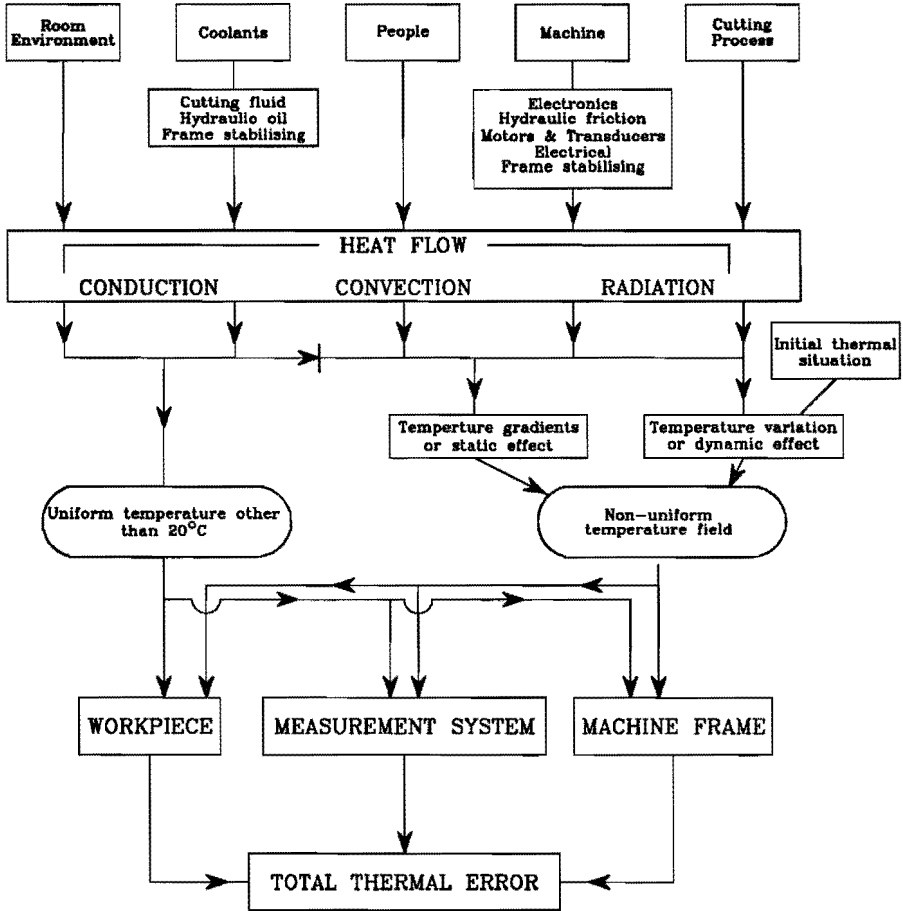 Room
Environment
Coolants
People
Machine
Cutting
Process
Cutting fluid
Hydraulio oil
Frame stabilising
Electronics
Hydraulic friction
Motors & Transducers
Electrical
Frame stabilising
HEAT FLOW
CONDUCTION
CONVECTION
RADIATION
Initial thermal
situation
Temperture gradients
or static effect
Temperature variation
or dynamic effect
Uniform temperature other
than 20°C
Non-uniform
temperature field
WORKPIECE
MEASUREMENT SYSTEM
MACHINE FRAME
TOTAL THERMAL ERROR